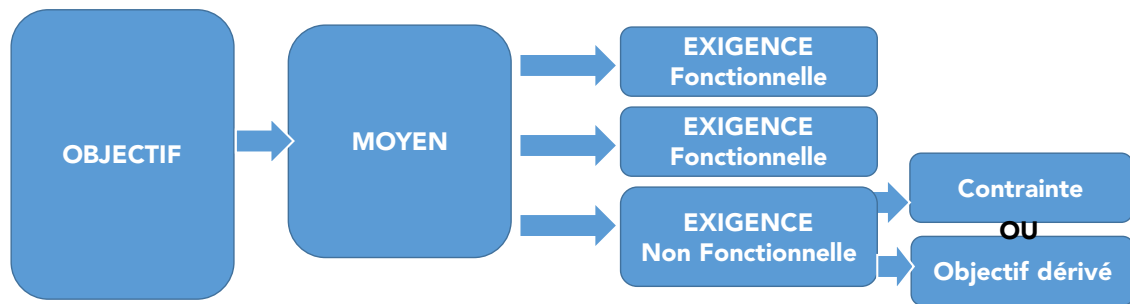 OBJECTIF
MOYEN
EXIGENCE
Fonctionnelle
EXIGENCE
Fonctionnelle
EXIGENCE
Non Fonctionnelle
Contrainte
OU
Objectif dérivé